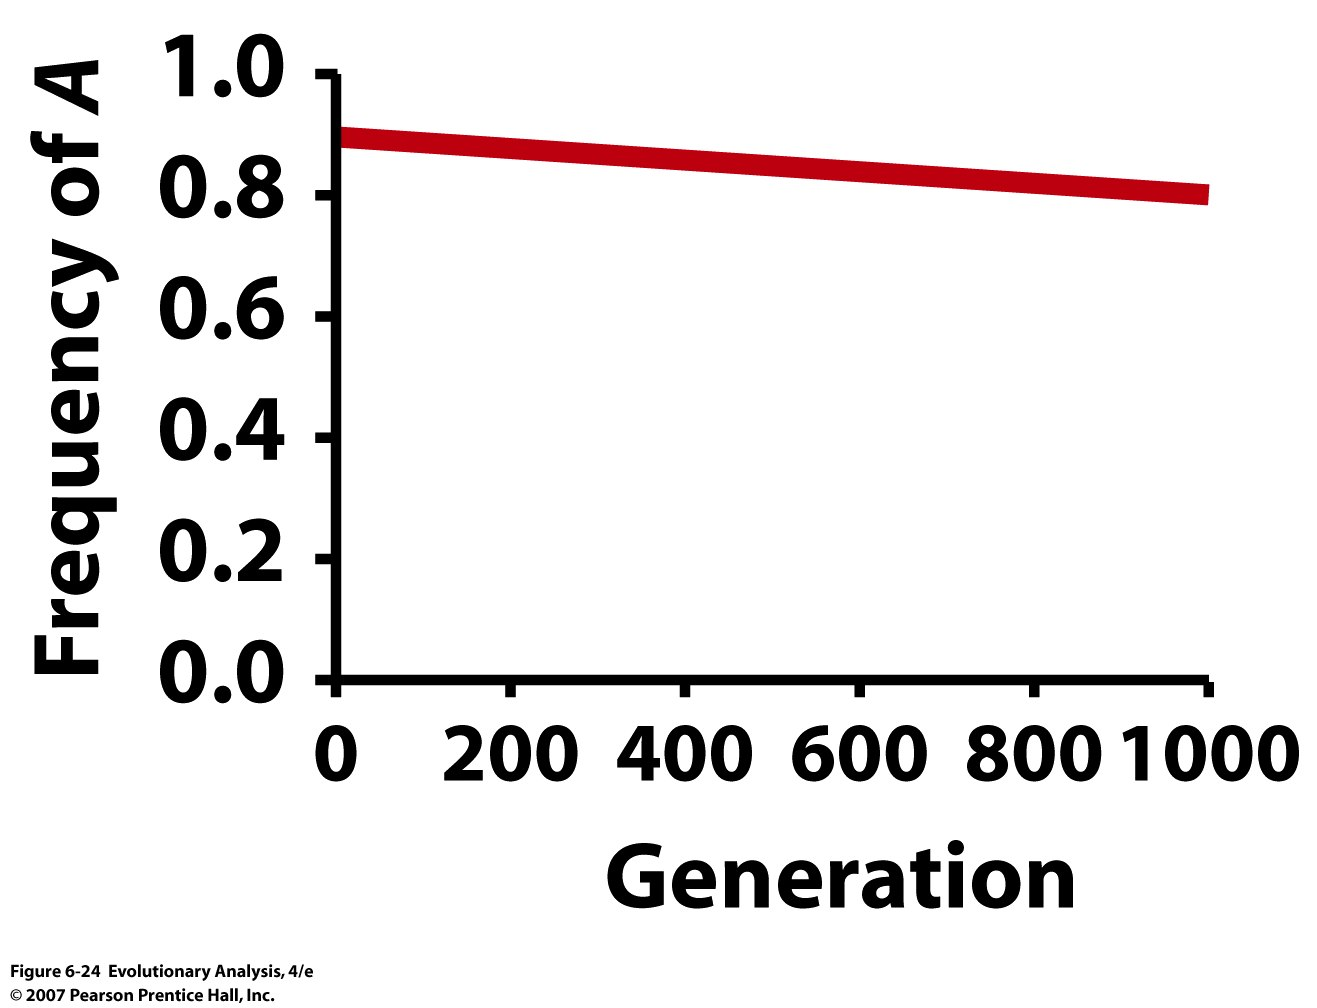 Frequency of A
1.0
0.8
0.6
0.4
0.2
0.0
0 200 400 600 800 1000
Generation
Figure 6-24 Evolutionary Analysis, 4/e
© 2007 Pearson Prentice Hall, Inc.